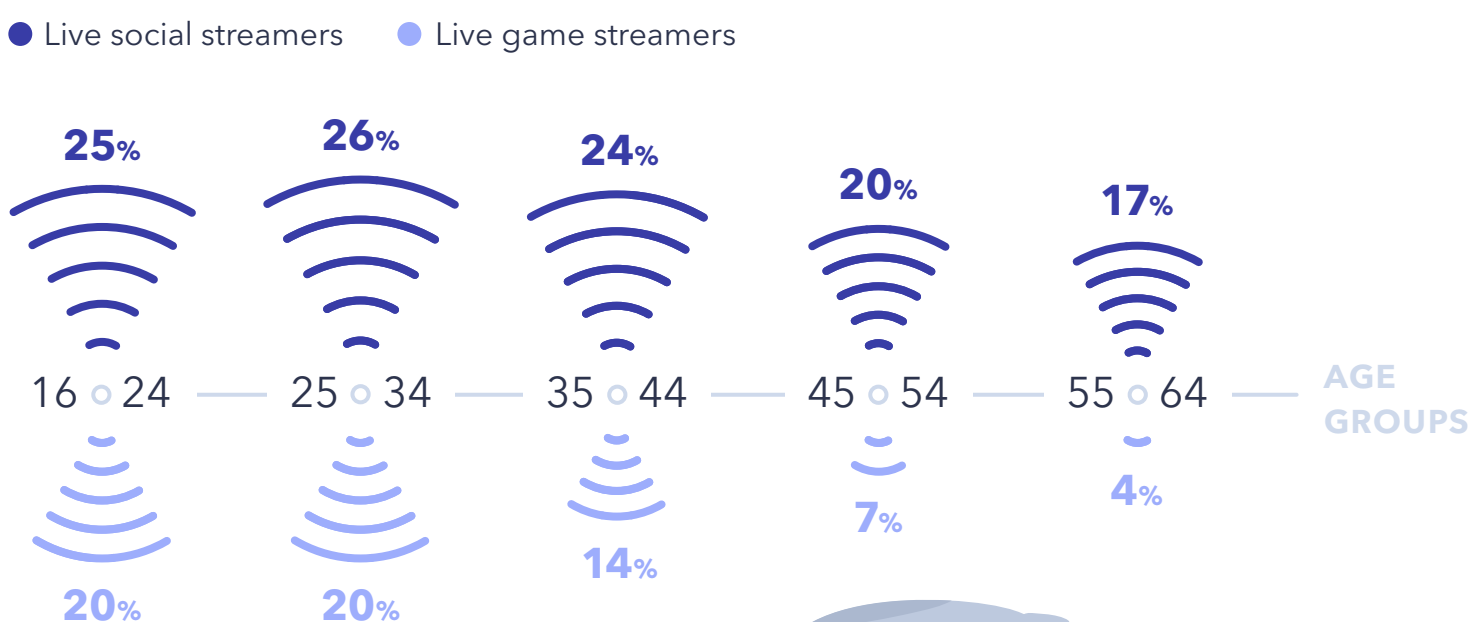 Live social streamers Live game streamers
25% 26% 24% 20% 17%
16 24 25 34 35 44 45 54 55 64 AGE GROUPS
20% 20% 14% 7% 4%